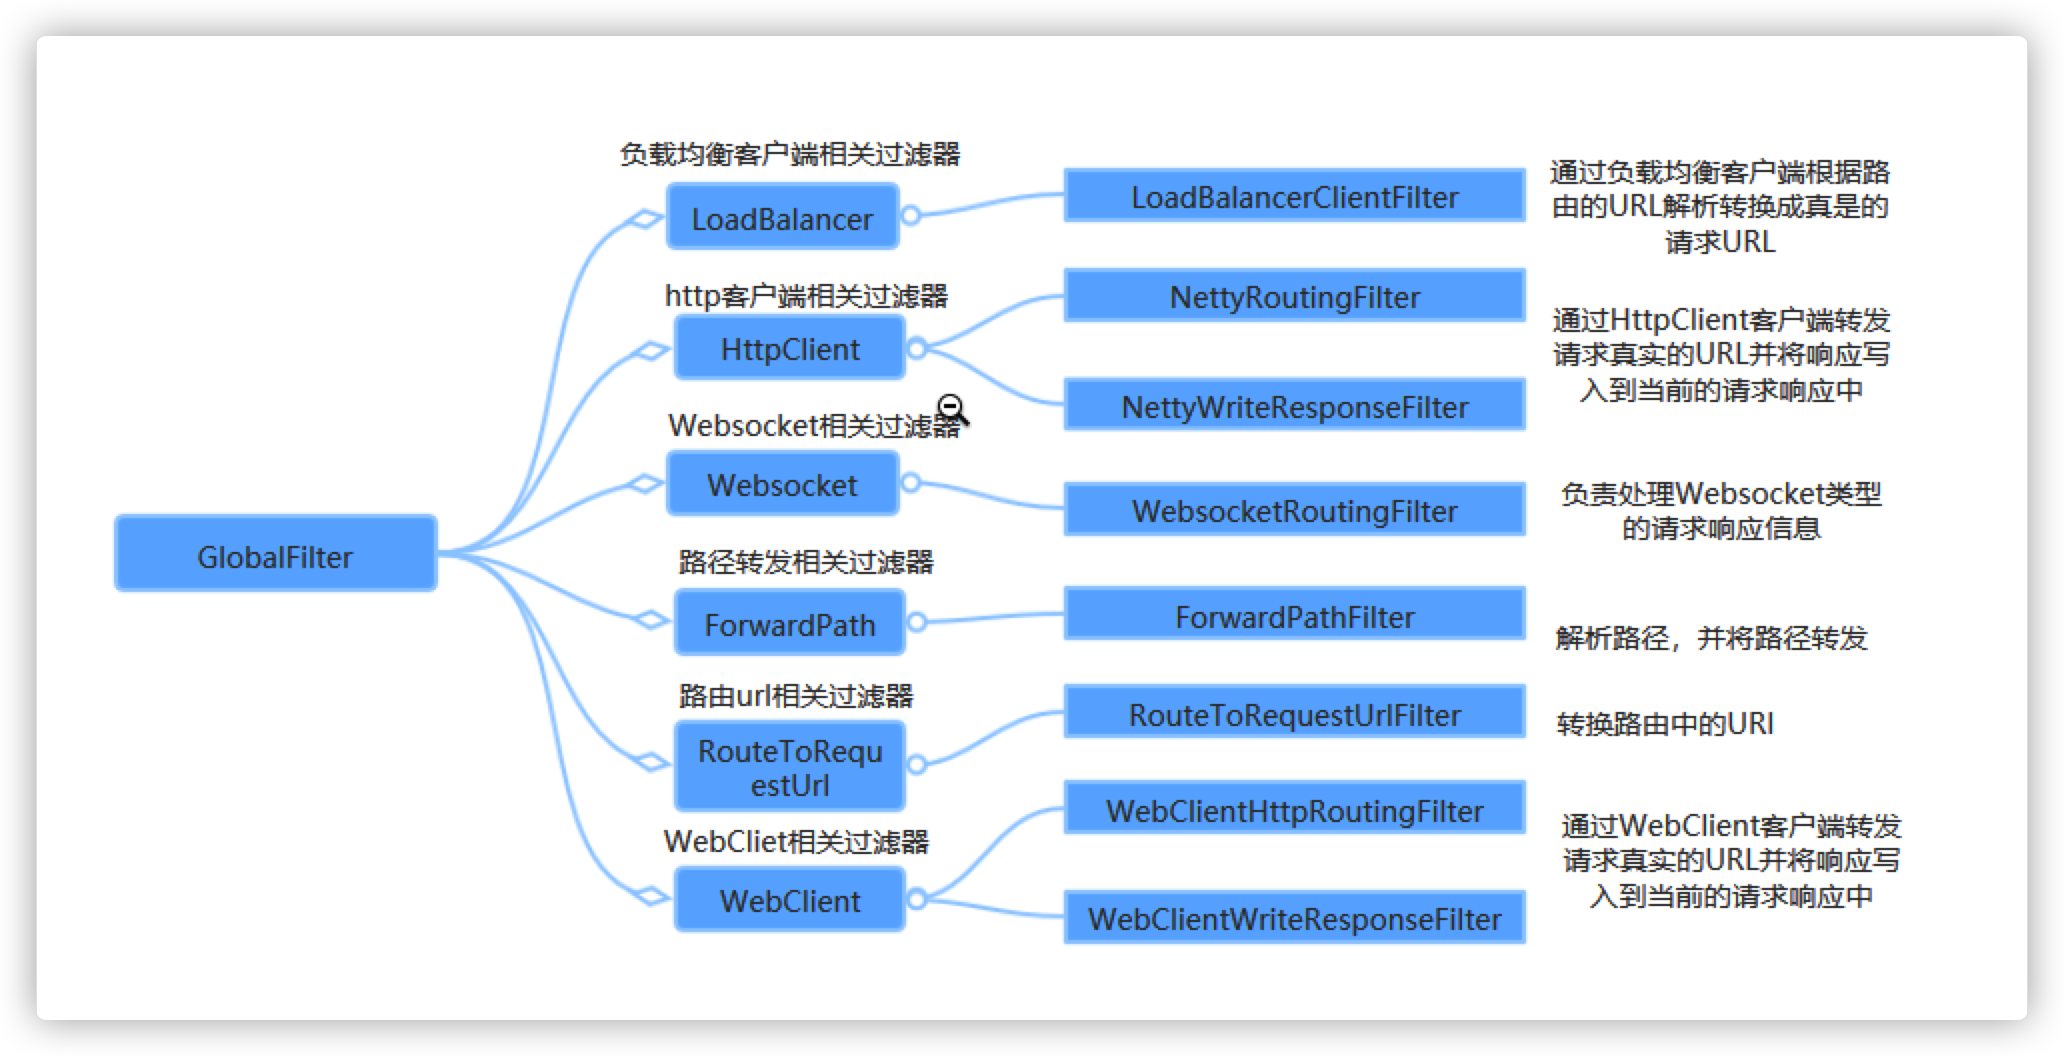 GlobalFilter
负载均衡客户端相关过滤器
LoadBalancer
LoadBalancerClientFilter
通过负载均衡客户端根据路
由的URL解析转换成真是的
请求URL
http客户端相关过滤器
HttpClient
NettyRoutingFilter
NettyWriteResponseFilter
通过HttpClient客户端转发
请求真实的URL并将响应写
入到当前的请求响应中
Websocket相关过滤器
Websocket
WebsocketRoutingFilter
负责处理Websocket类型
的请求响应信息
路径转发相关过滤器
ForwardPath
ForwardPathFilter
解析路径，并将路径转发
路由url相关过滤器
RouteToRequ
estUrl
RouteToRequestUrlFilter
转换路由中的URI
WebCliet相关过滤器
WebClient
WebClientHttpRoutingFilter
WebClientWriteResponseFilter
通过WebClient客户端转发
请求真实的URL并将响应写
入到当前的请求响应中